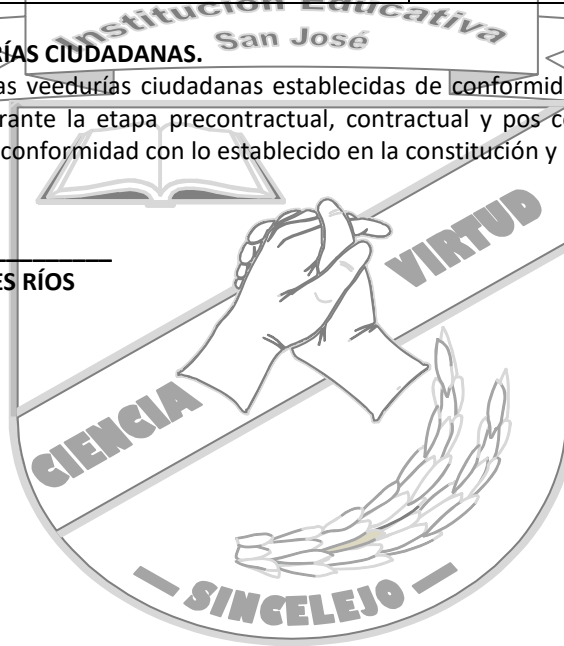 Institución Educativa
San José
RÍAS CIUDADANAS.
as veedurías ciudadanas establecidas de conformid
rante la etapa precontractual, contractual y pos c
conformidad con lo establecido en la constitución y
ES RÍOS
VIRTUD
CIENCIA
SINCELEJO